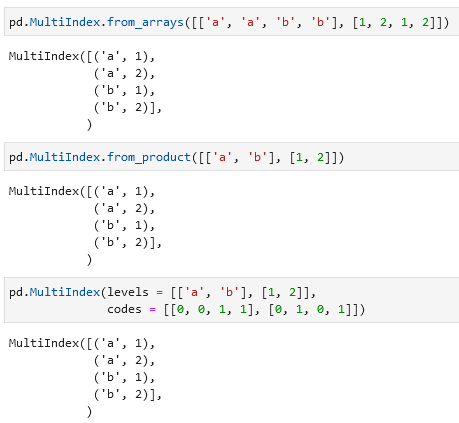 pd.MultiIndex.from_arrays([['a', 'a', 'b', 'b'], [1, 2, 1, 2]])
MultiIndex([('a', 1),
            ('a', 2),
            ('b', 1),
            ('b', 2)],
           )
pd.MultiIndex.from_product([['a', 'b'], [1, 2]])
MultiIndex([('a', 1),
            ('a', 2),
            ('b', 1),
            ('b', 2)],
           )
pd.MultiIndex(levels = [['a', 'b'], [1, 2]],
              codes = [[0, 0, 1, 1], [0, 1, 0, 1]])
MultiIndex([('a', 1),
            ('a', 2),
            ('b', 1),
            ('b', 2)],
           )